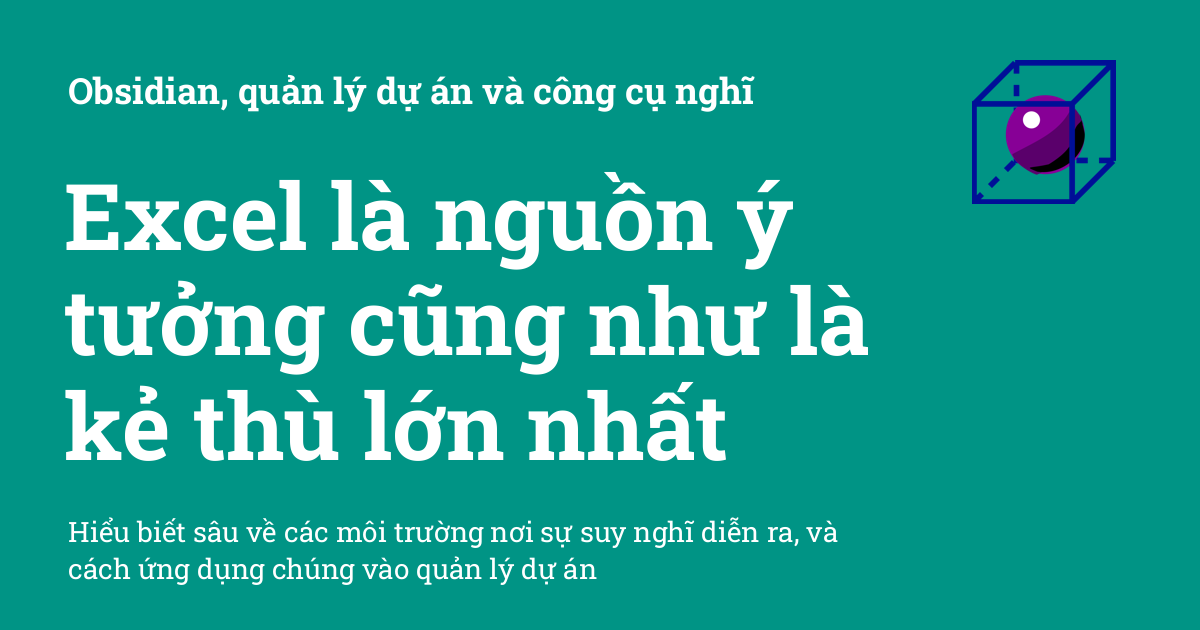 Obsidian, quản lý dự án và công cụ nghĩ
Excel là nguồn ý
tưởng cũng như là
kẻ thù lớn nhất
Hiểu biết sâu về các môi trường nơi sự suy nghĩ diễn ra, và
cách ứng dụng chúng vào quản lý dự án